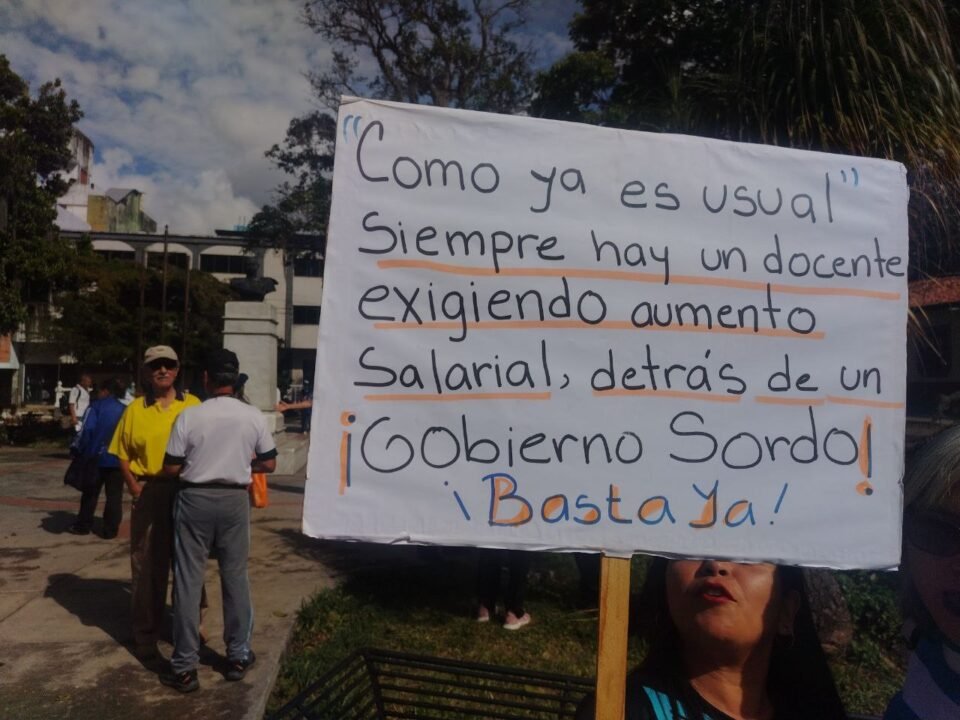 "Como ya es usual"
Siempre hay un docente
exigiendo aumento
Salarial, detrás de un
¡Gobierno Sordo!
¡Basta Ya!